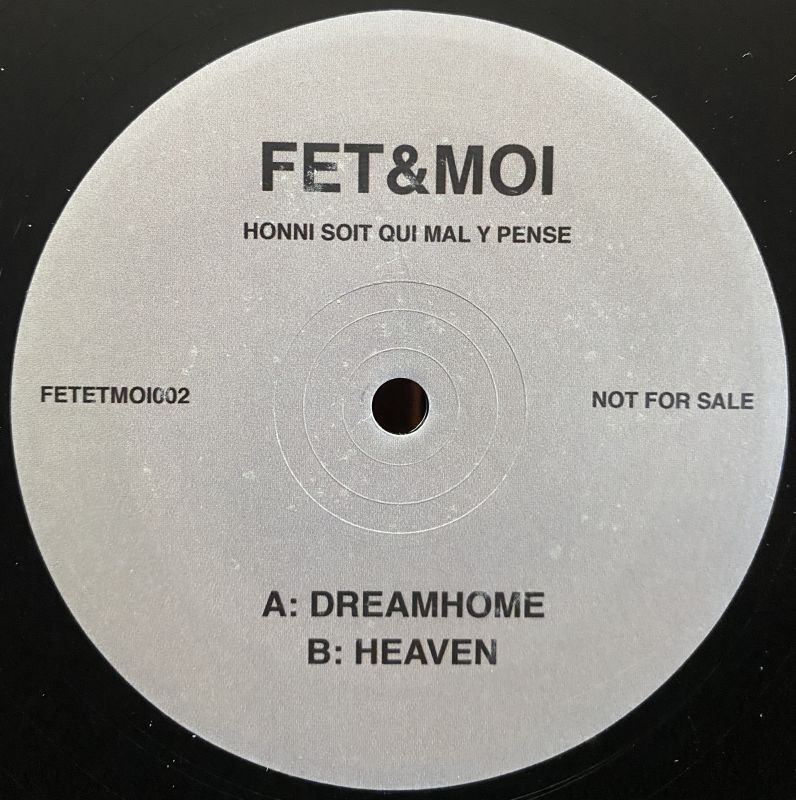 FET&MOI
HONNI SOIT QUI MAL Y PENSE
FETETMOI002
NOT FOR SALE
A: DREAMHOME
B: HEAVEN